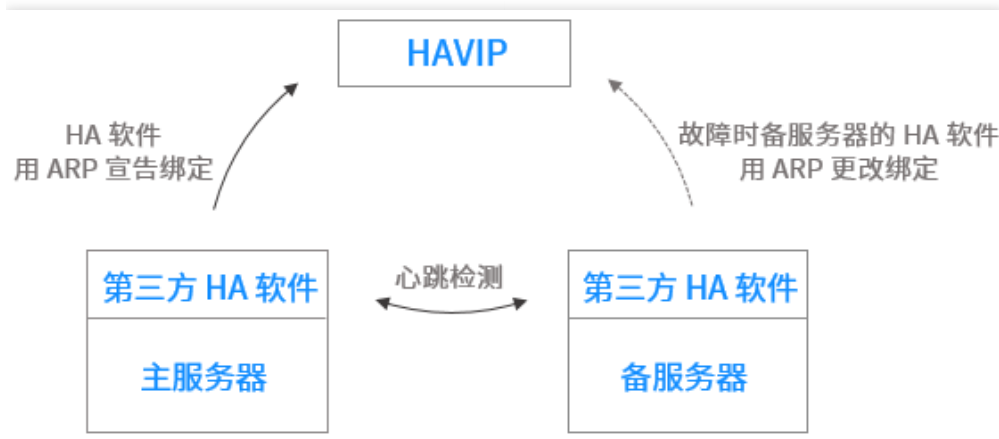 HAVIP
HA 软件
用 ARP 宣告绑定
故障时备服务器的 HA 软件
用 ARP 更改绑定
心跳检测
第三方 HA 软件
第三方 HA 软件
主服务器
备服务器